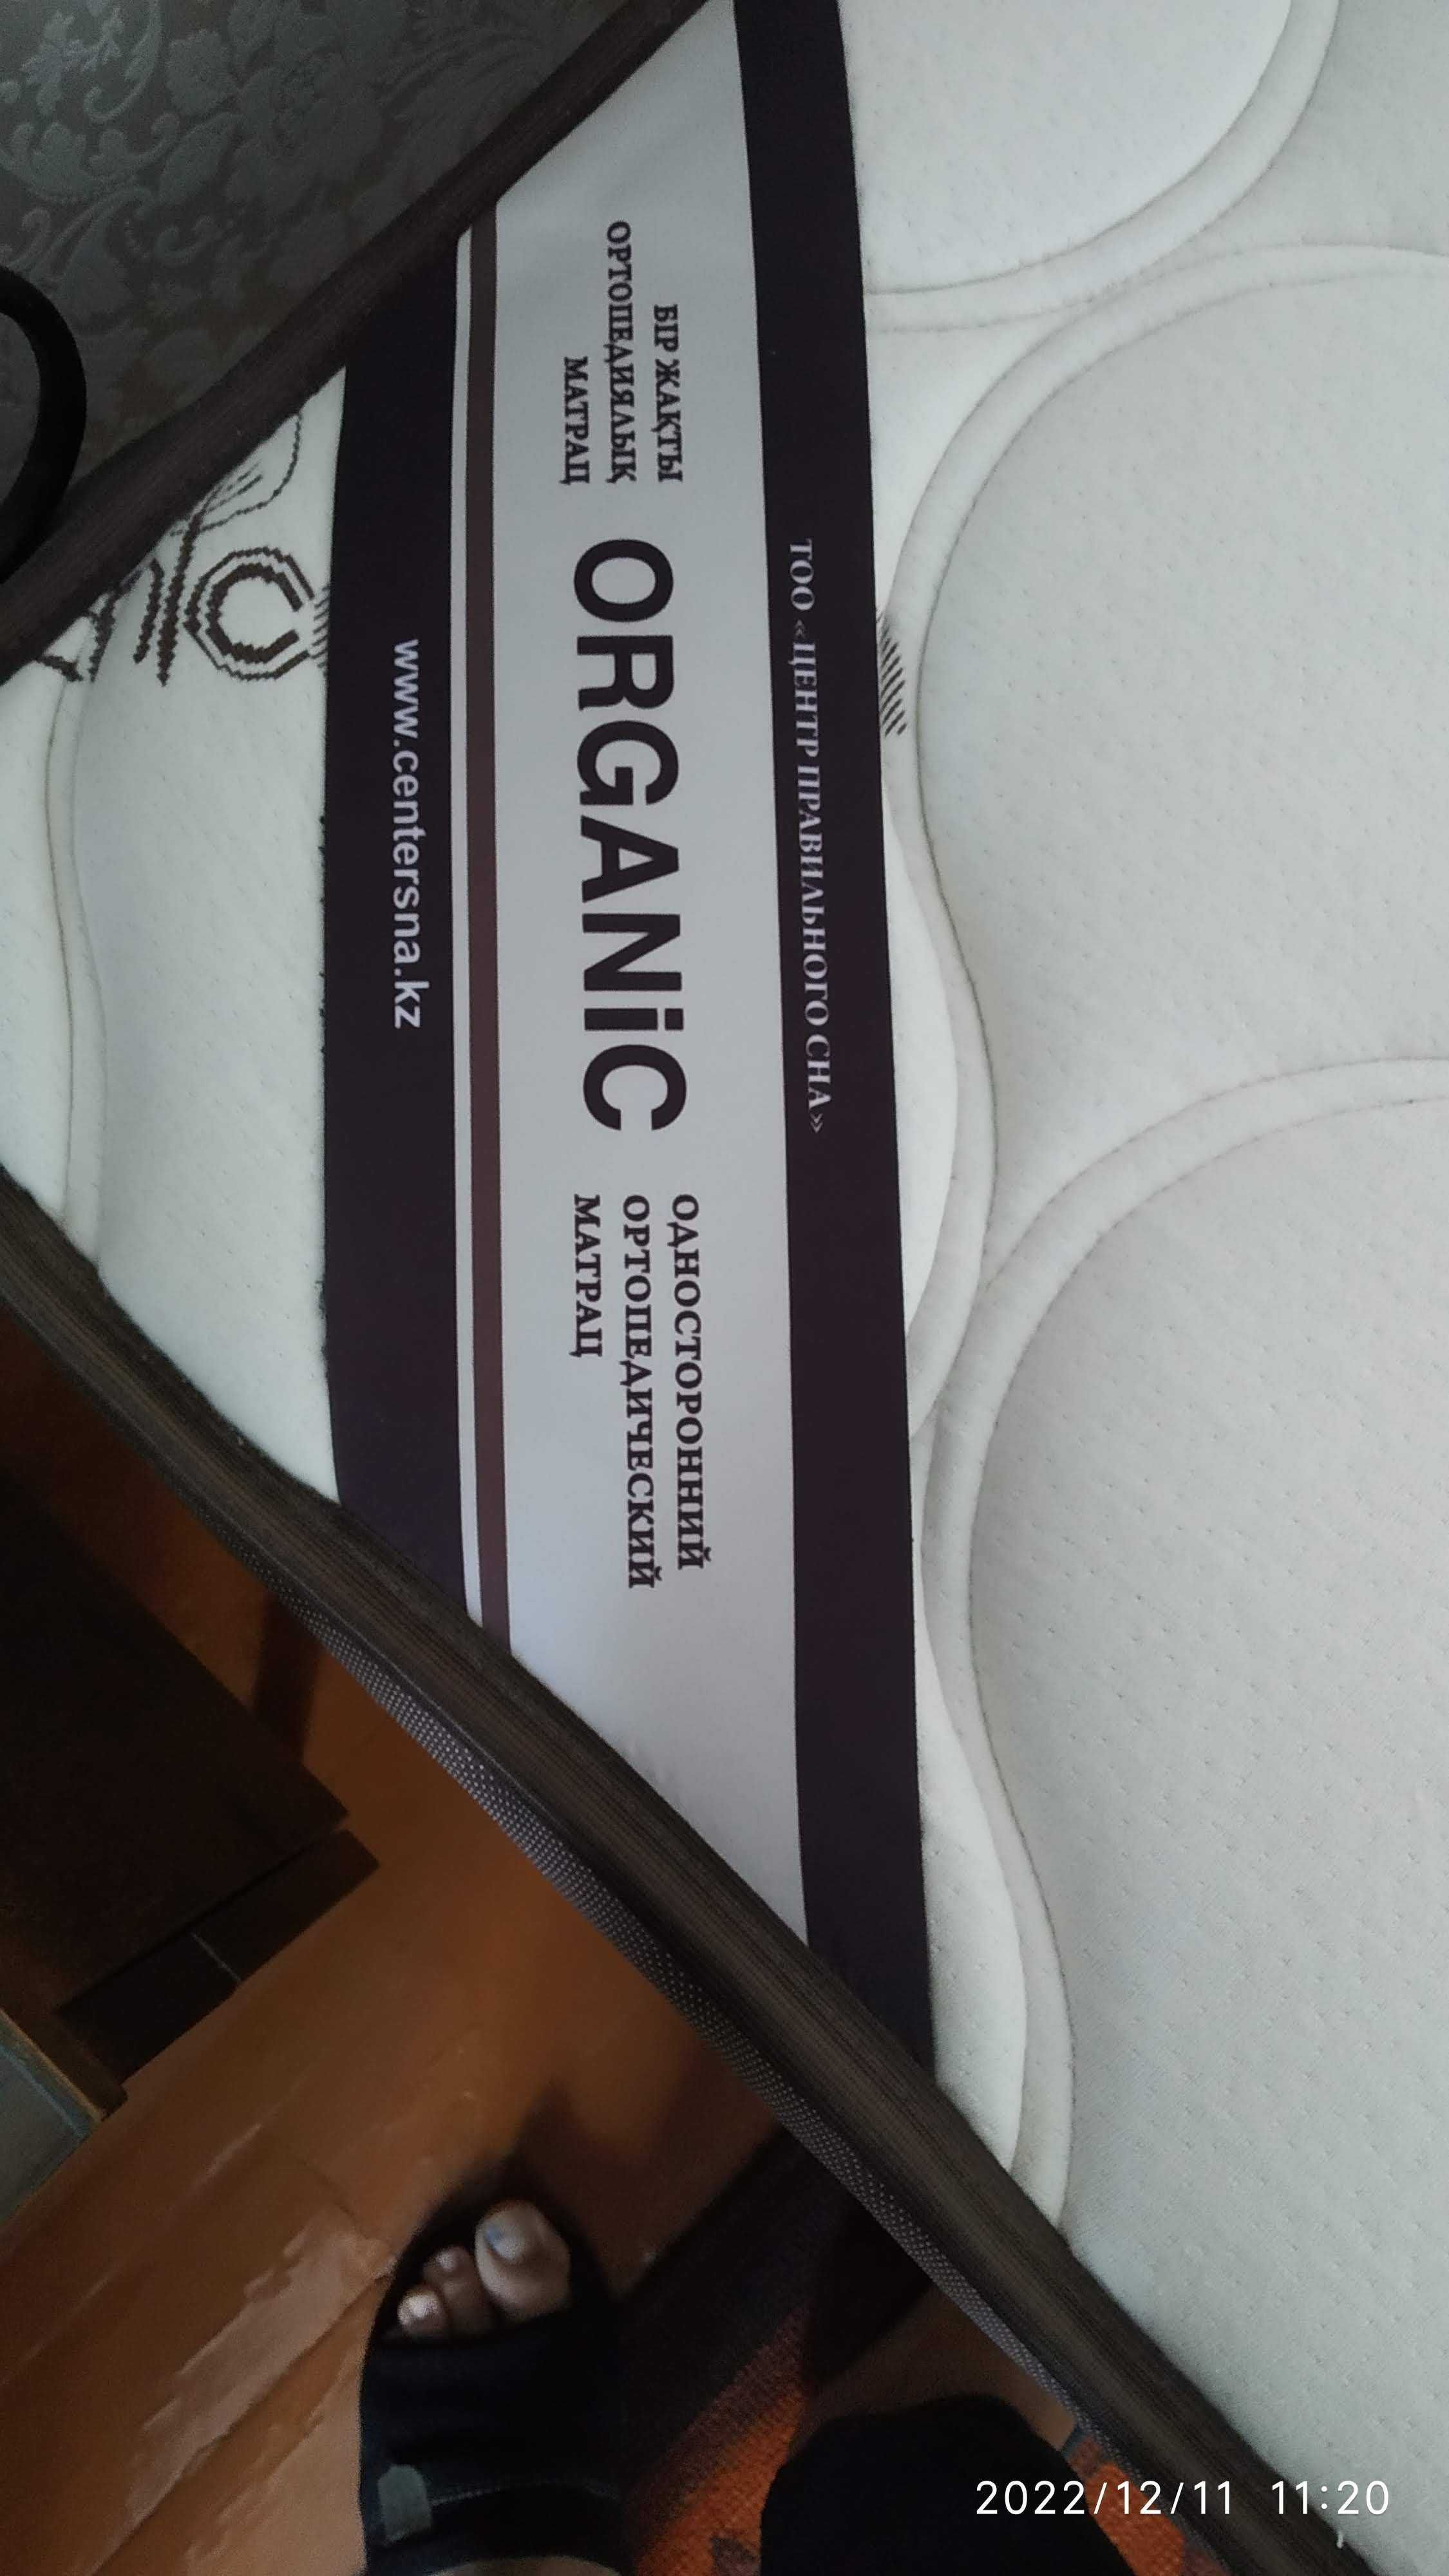 ТОО «ЦЕНТР ПРАВИЛЬНОГО СНА»
БІР ЖАҚТЫ
ОРТОПЕДИЯЛЫҚ
МАТРАЦ
ORGANiC
ОДНОСТОРОННИЙ
ОРТОПЕДИЧЕСКИЙ
МАТРАЦ
www.centersna.kz
2022/12/11 11:20